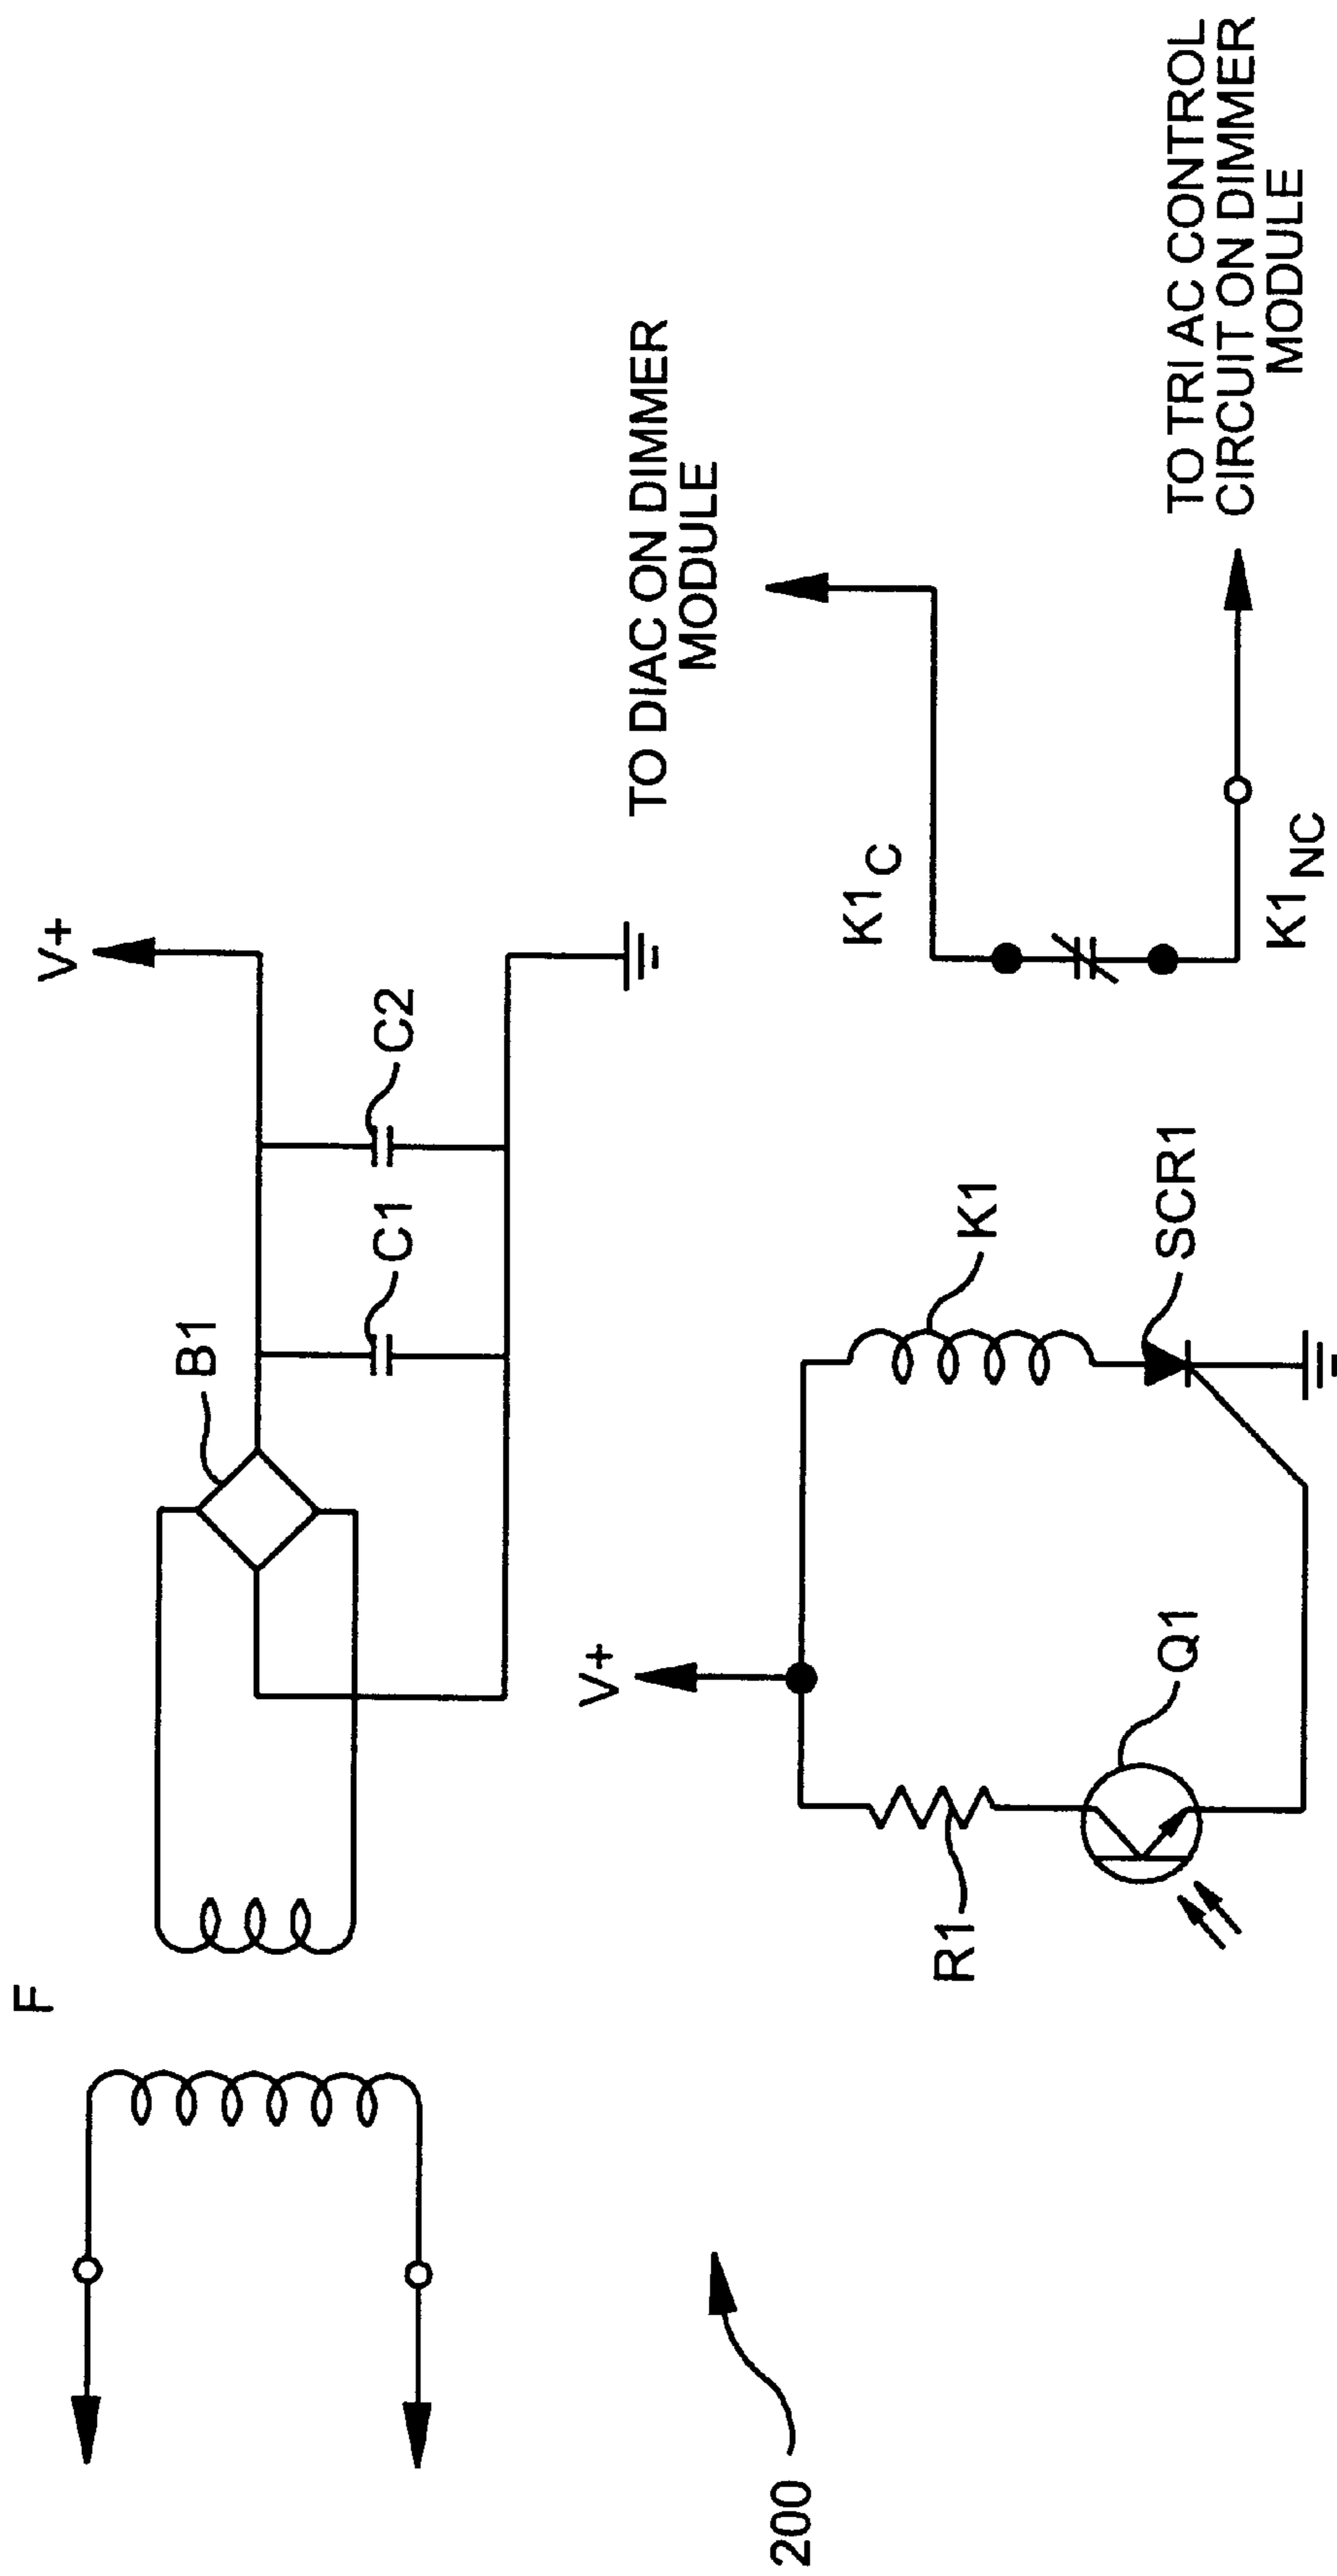 F
B1
C1
C2
V+
V+
R1
Q1
K1
SCR1
TO DIAC ON DIMMER
MODULE
K1C
K1NC
TO TRI AC CONTROL
CIRCUIT ON DIMMER
MODULE
200